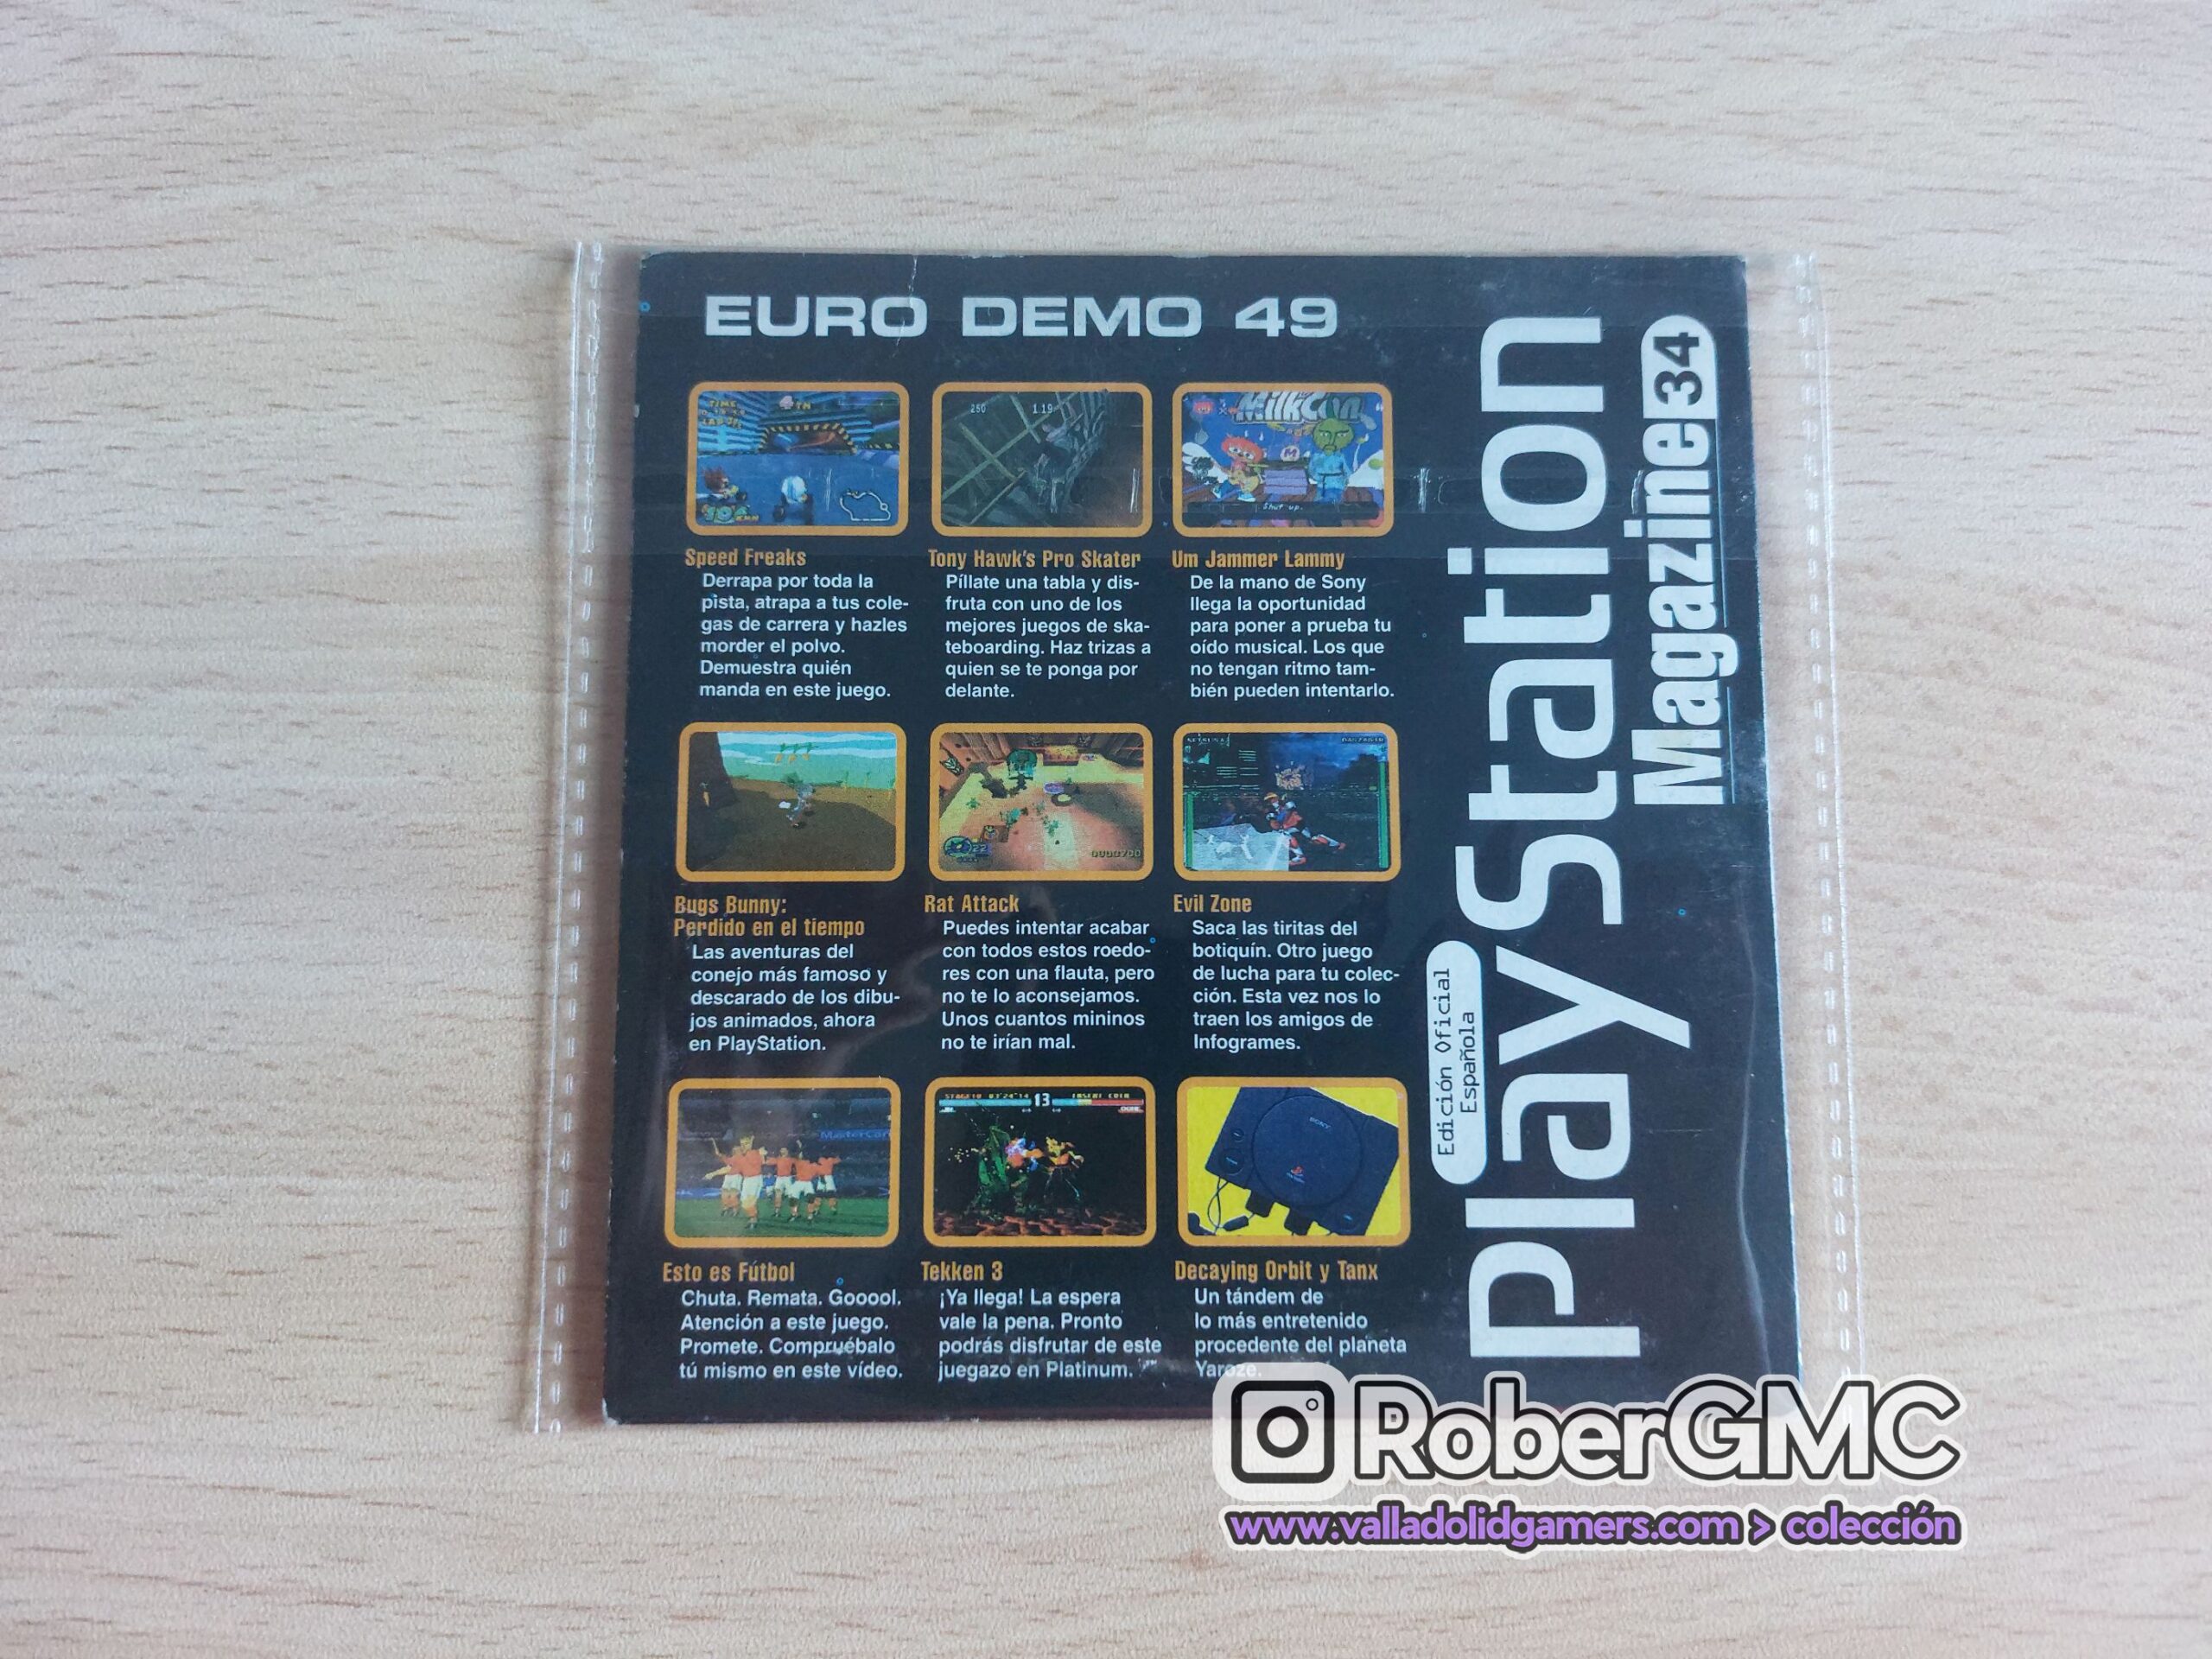 EURO DEMO 49
Speed Freaks
Derrapa por toda la
pista, atrapa a tus cole-
gas de carrera y hazles
morder el polvo.
Demuestra quién
manda en este juego.
Tony Hawk's Pro Skater
Píllate una tabla y dis-
fruta con uno de los
mejores juegos de ska-
teboarding. Haz trizas a
quien se te ponga por
delante.
Um Jammer Lammy
De la mano de Sony
llega la oportunidad
para poner a prueba tu
oído musical. Los que
no tengan ritmo tam-
bién pueden intentarlo.
Bugs Bunny:
Perdido en el tiempo
Las aventuras del
conejo más famoso y
descarado de los dibu-
jos animados, ahora
en PlayStation.
Rat Attack
Puedes intentar acabar
con todos estos roedo-
res con una flauta, pero
no te lo aconsejamos.
Unos cuantos mininos
no te irían mal.
Evil Zone
Saca las tiritas del
botiquín. Otro juego
de lucha para tu colec-
ción. Esta vez nos lo
traen los amigos de
Infogrames.
Esto es Fútbol
Chuta. Remata. Gooool.
Atención a este juego.
Promete. Compruébalo
tú mismo en este vídeo.
Tekken 3
¡Ya llega! La espera
vale la pena. Pronto
podrás disfrutar de este
juegazo en Platinum.
Decaying Orbit y Tanx
Un tándem de
lo más entretenido
procedente del planeta
Yaroze.
Edición Oficial
Española
PlayStation
Magazine 34
RoberGMC
www.valladolidgamers.com > colección